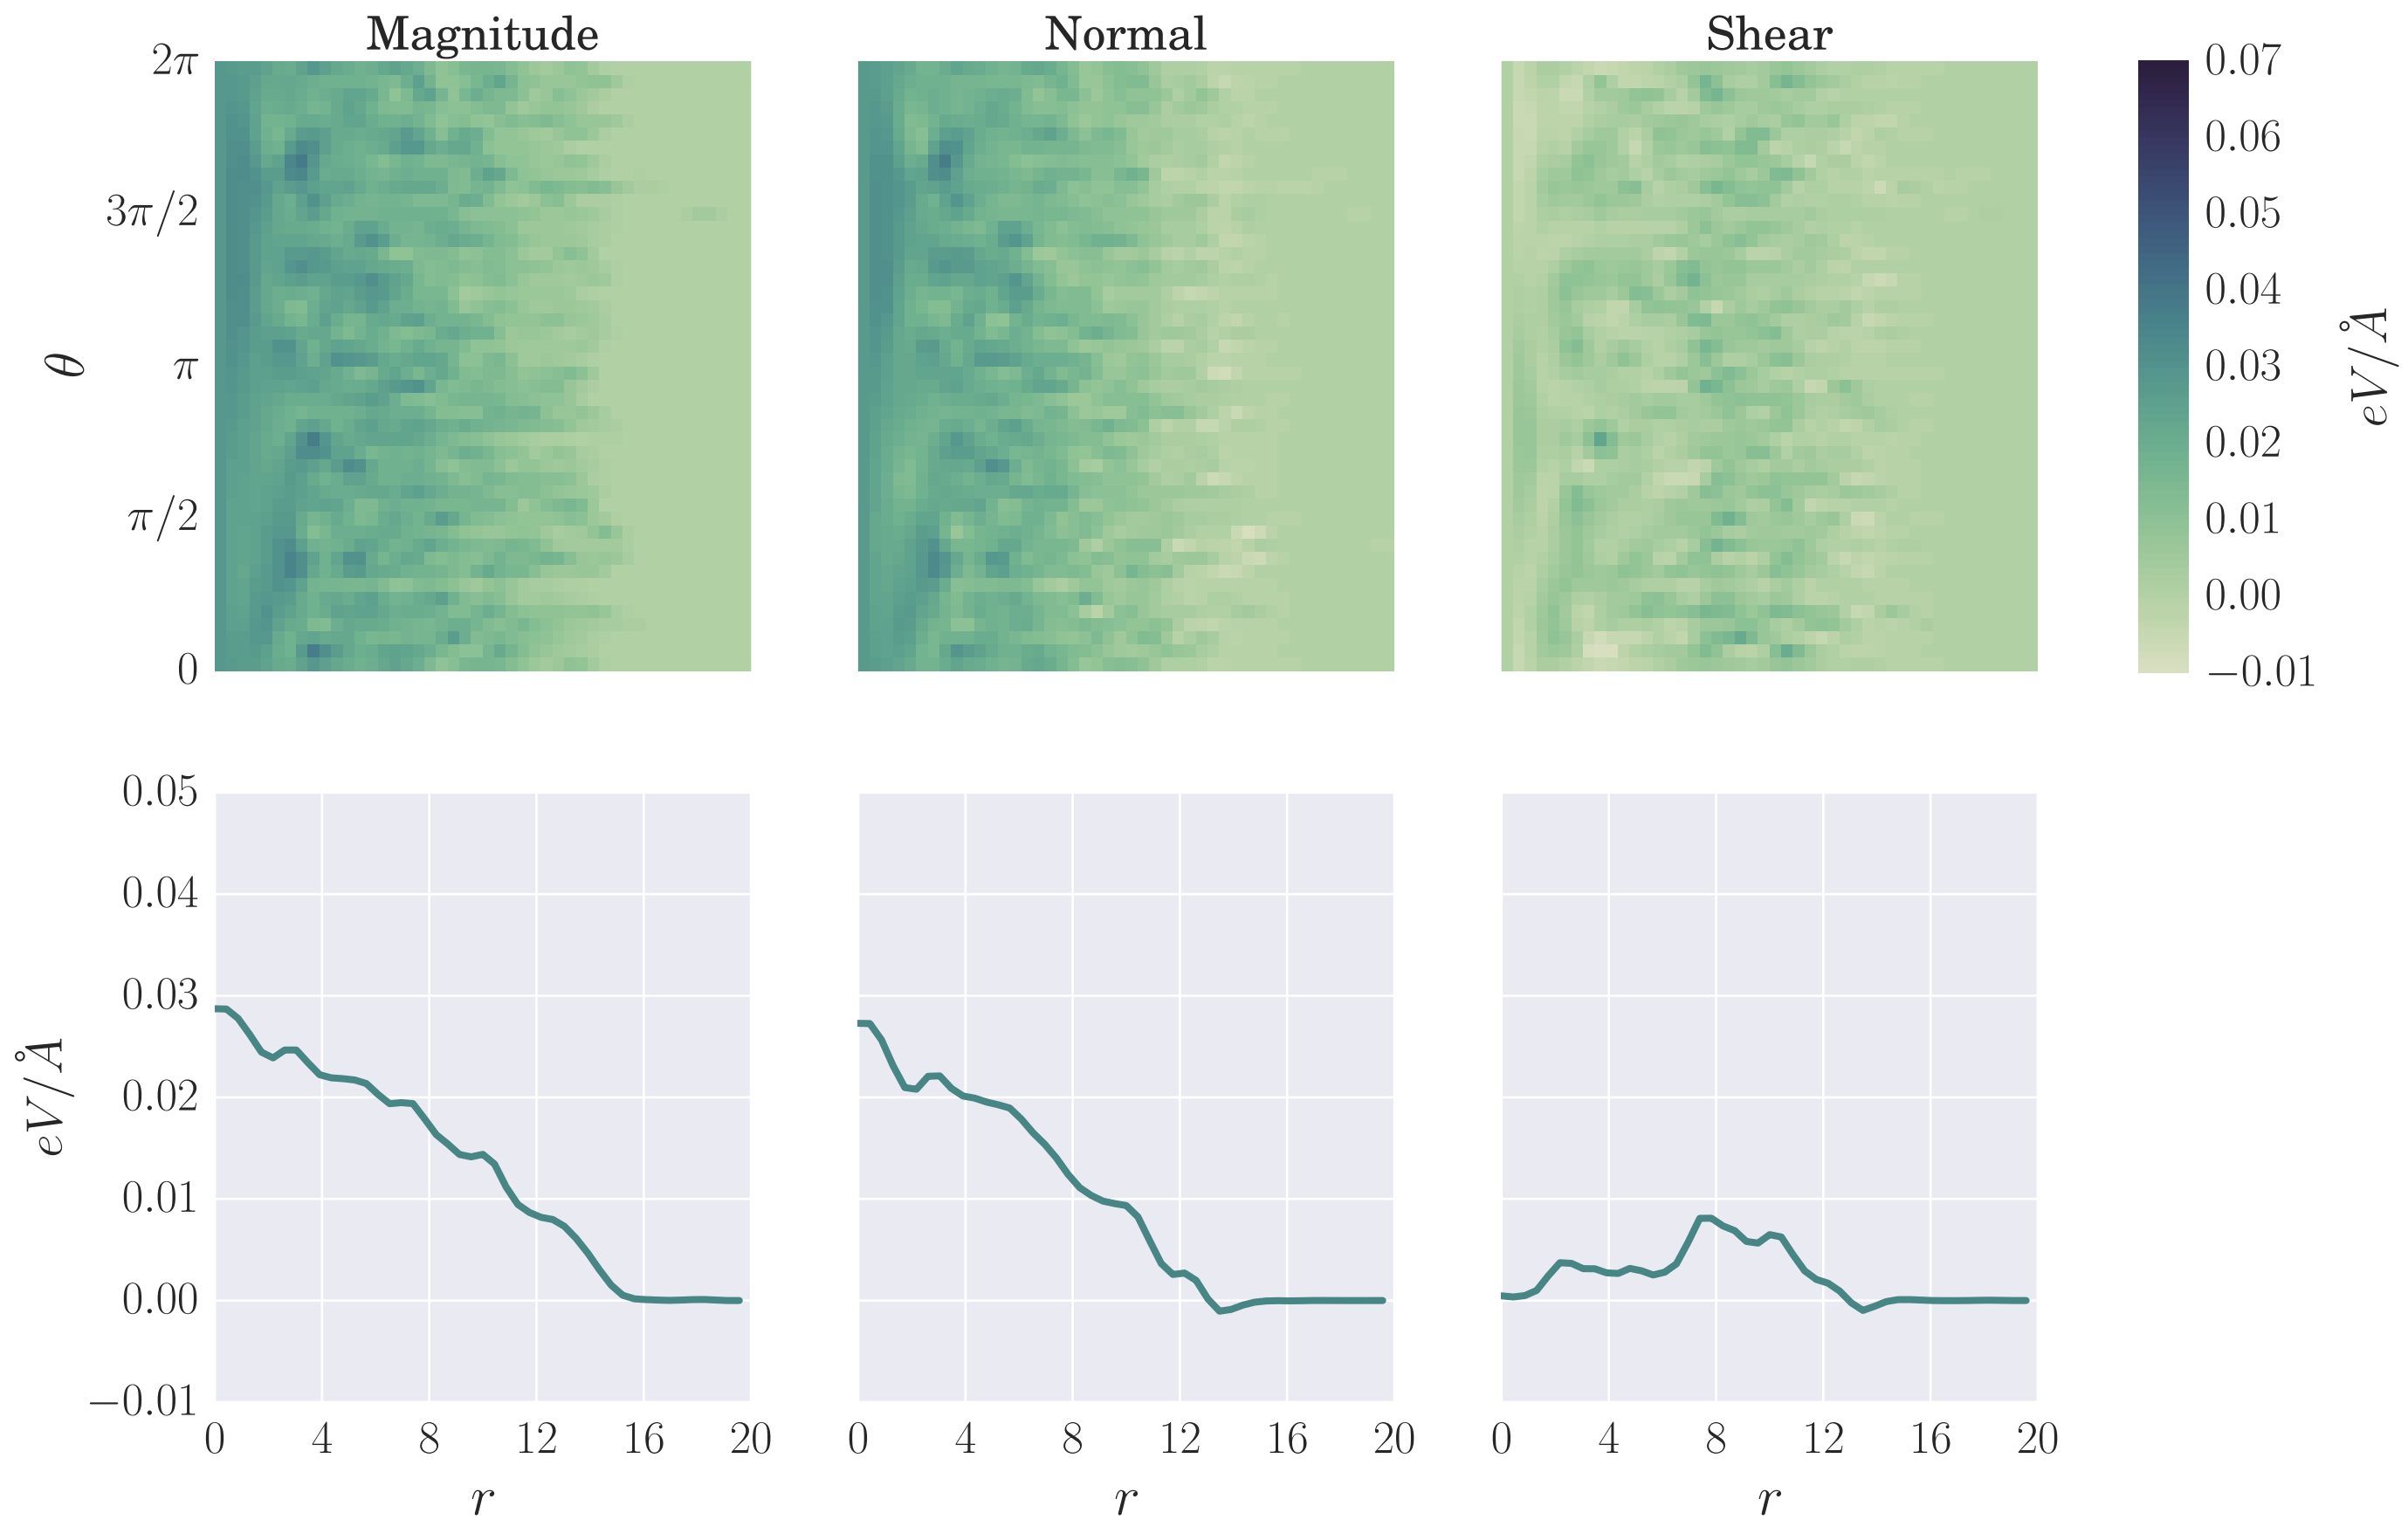 Magnitude Normal Shear
2π
3π/2
π
π/2
0
θ
0.07
0.06
0.05
0.04
0.03
0.02
0.01
0.00
−0.01
eV/Å
0.05
0.04
0.03
0.02
0.01
0.00
−0.01
eV/Å
0 4 8 12 16 20 0 4 8 12 16 20 0 4 8 12 16 20
r r r